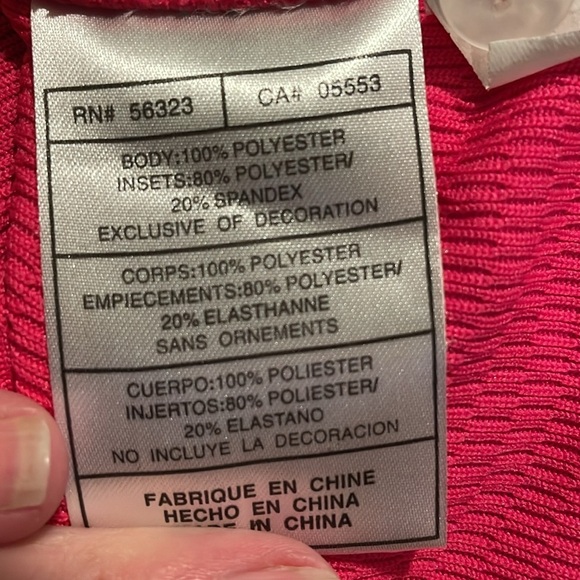 RN# 56323 CA# 05553
BODY:100% POLYESTER
INSETS:80% POLYESTER/
20% SPANDEX
EXCLUSIVE OF DECORATION
CORPS:100% POLYESTER
EMPIECEMENTS:80% POLYESTER/
20% ELASTHANNE
SANS ORNEMENTS
CUERPO:100% POLIESTER
INJERTOS:80% POLIESTER/
20% ELASTANO
NO INCLUYE LA DECORACION
FABRIQUE EN CHINE
HECHO EN CHINA
IN CHINA